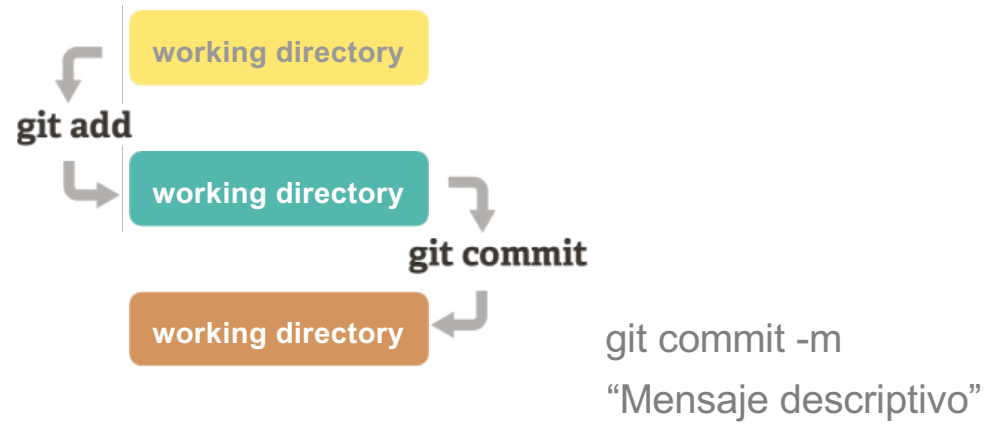 working directory
git add
working directory
git commit
working directory
git commit -m
“Mensaje descriptivo”